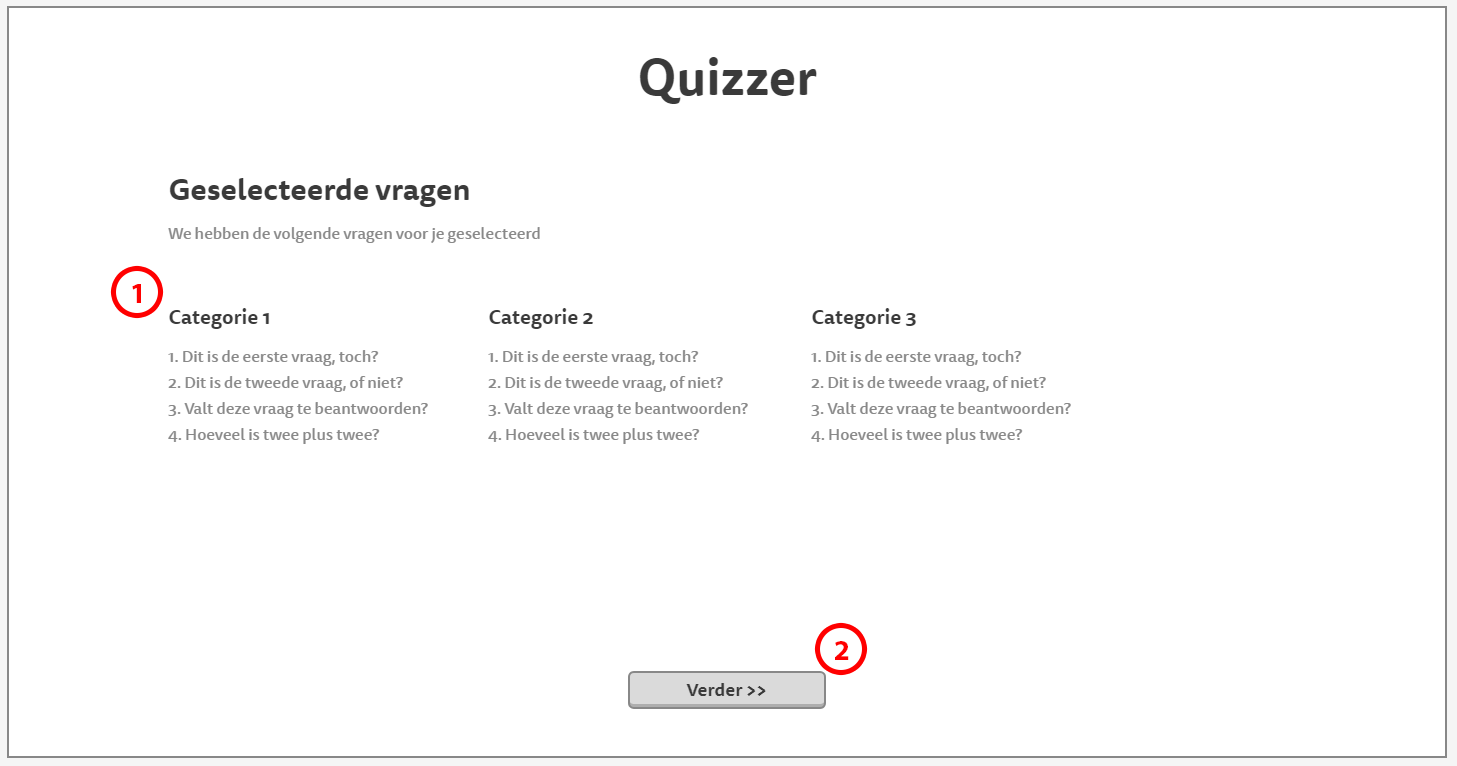 Quizzer
Geselecteerde vragen
We hebben de volgende vragen voor je geselecteerd
1
Categorie 1
1. Dit is de eerste vraag, toch?
2. Dit is de tweede vraag, of niet?
3. Valt deze vraag te beantwoorden?
4. Hoeveel is twee plus twee?
Categorie 2
1. Dit is de eerste vraag, toch?
2. Dit is de tweede vraag, of niet?
3. Valt deze vraag te beantwoorden?
4. Hoeveel is twee plus twee?
Categorie 3
1. Dit is de eerste vraag, toch?
2. Dit is de tweede vraag, of niet?
3. Valt deze vraag te beantwoorden?
4. Hoeveel is twee plus twee?
2
Verder >>